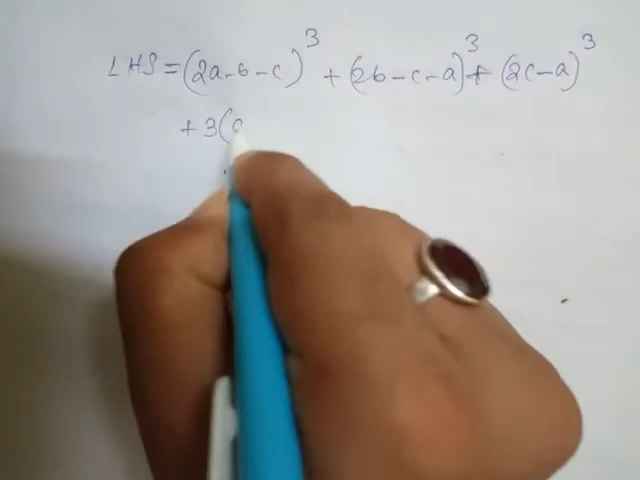 LHS = (2a-b-c)³ + (2b-c-a)³ + (2c-a)³
+ 3(